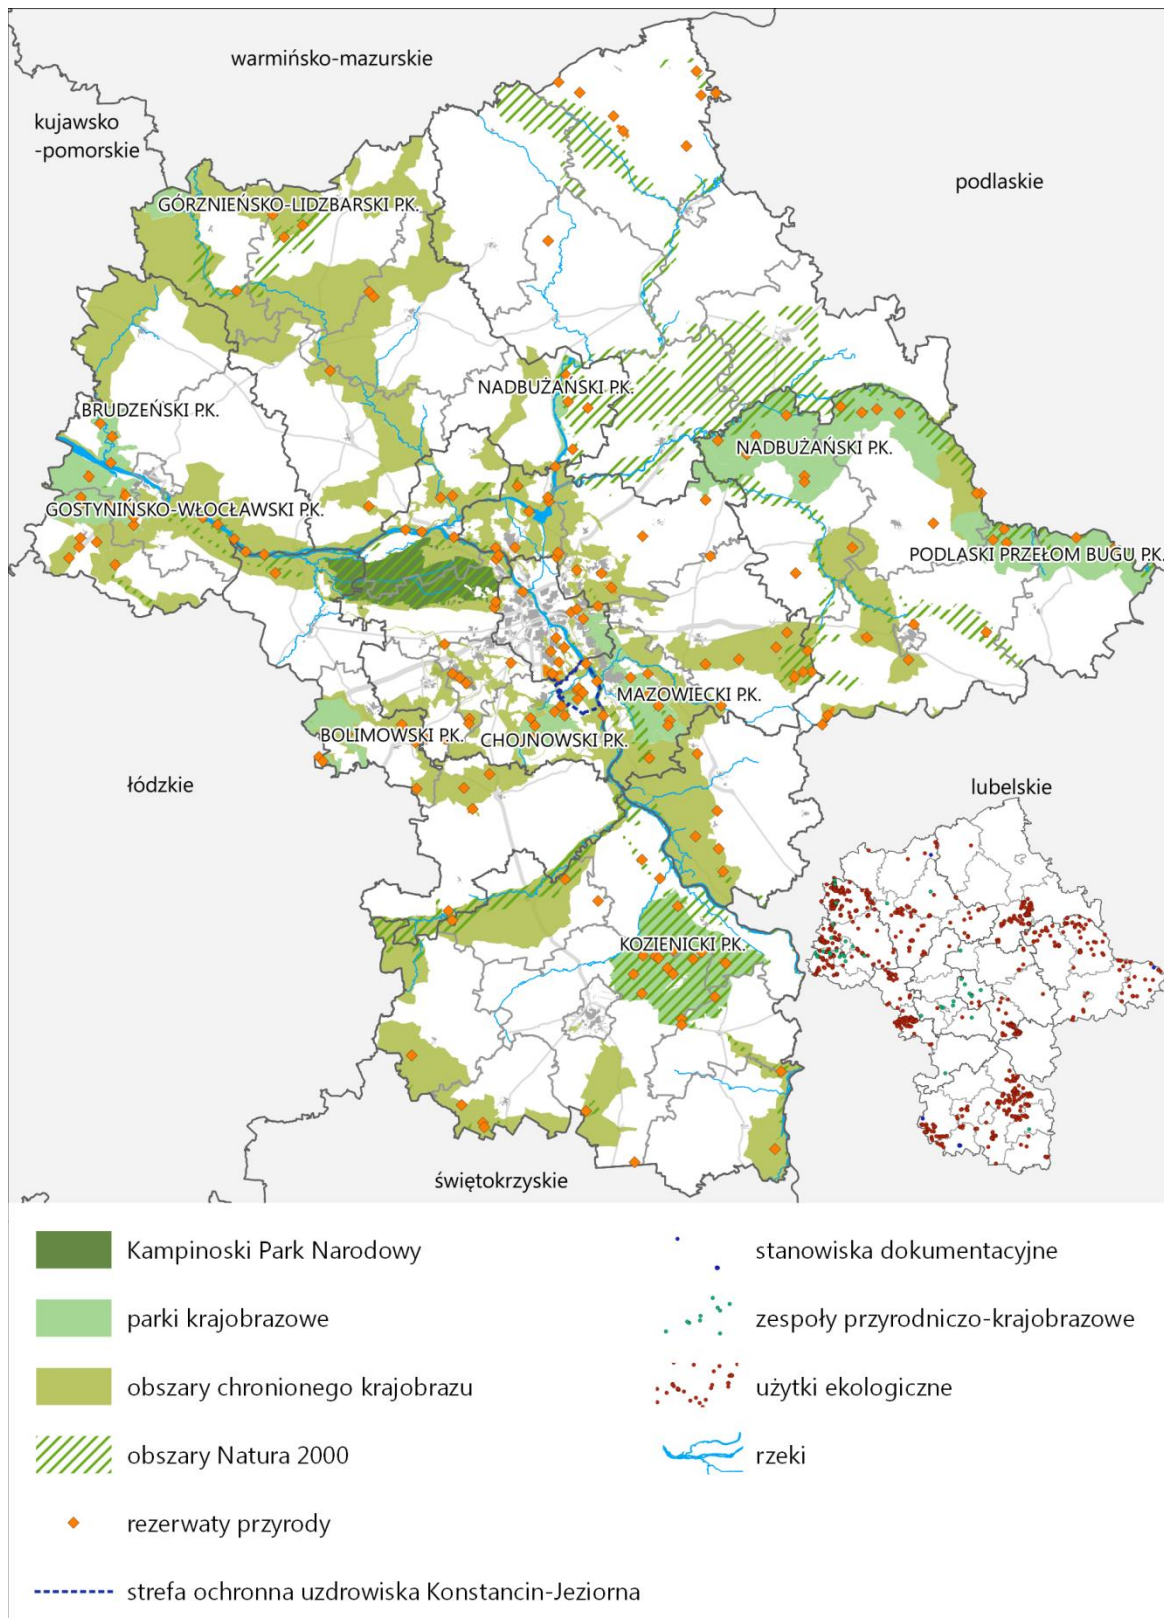 warmińsko-mazurskie
kujawsko
-pomorskie
podlaskie
GÓRZNIEŃSKO-LIDZBARSKI P.K.
NADBUŻAŃSKI P.K.
BRUDZEŃSKI P.K.
NADBUŻAŃSKI P.K.
GOSTYNIŃSKO-WŁOCŁAWSKI P.K.
PODLASKI PRZEŁOM BUGU P.K.
MAZOWIECKI P.K.
BOLIMOWSKI P.K.
CHOJNOWSKI P.K.
łódzkie
lubelskie
KOZIENICKI P.K.
świętokrzyskie
Kampinoski Park Narodowy
parki krajobrazowe
obszary chronionego krajobrazu
obszary Natura 2000
rezerwaty przyrody
strefa ochronna uzdrowiska Konstancin-Jeziorna
stanowiska dokumentacyjne
zespoły przyrodniczo-krajobrazowe
użytki ekologiczne
rzeki